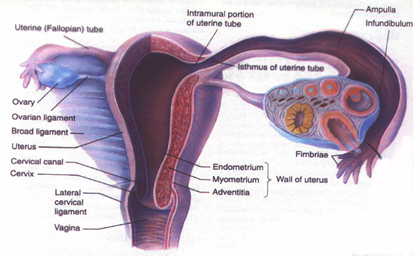 Intramural portion
of uterine tube
Ampulla
Infundibulum
Uterine (Fallopian) tube
Isthmus of uterine tube
Ovary
Ovarian ligament
Broad ligament
Uterus
Cervical canal
Cervix
Lateral
cervical
ligament
Vagina
Fimbriae
Endometrium
Myometrium
Adventitia
Wall of uterus